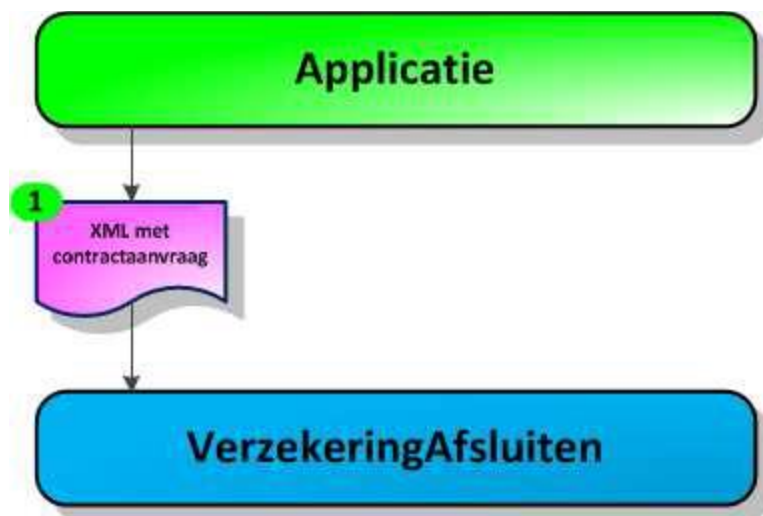 Applicatie
1
XML met
contractaanvraag
VerzekeringAfsluiten